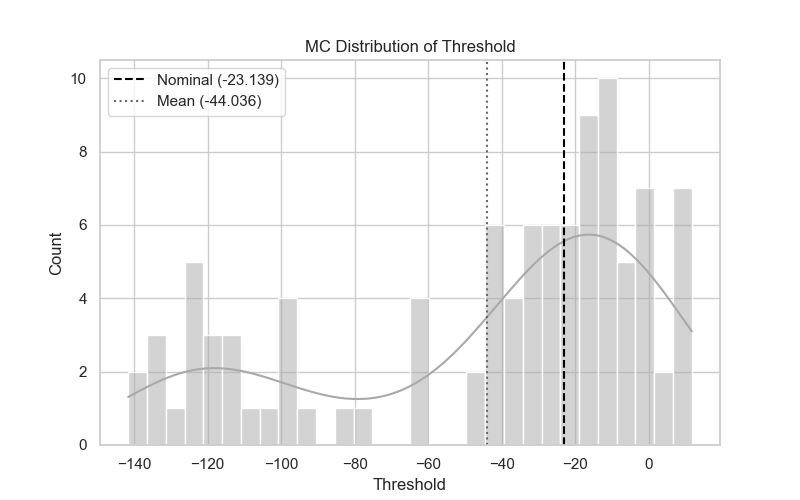 MC Distribution of Threshold
Nominal (-23.139)
Mean (-44.036)
Count
10
8
6
4
2
0
−140 −120 −100 −80 −60 −40 −20 0
Threshold